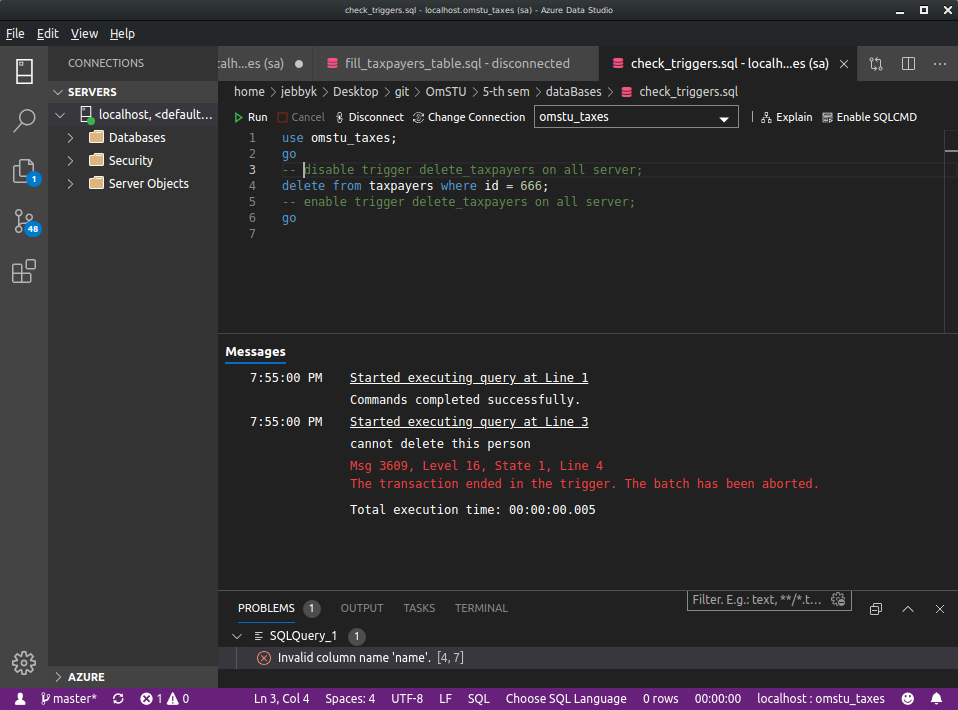 check_triggers.sql - localhost.omstu_taxes (sa) - Azure Data Studio
File Edit View Help
CONNECTIONS
SERVERS
localhost, <default...
Databases
Security
Server Objects
AZURE
1
48
alh...es (sa) fill_taxpayers_table.sql - disconnected check_triggers.sql - localh...es (sa)
home > jebbyk > Desktop > git > OmSTU > 5-th sem > dataBases > check_triggers.sql
Run Cancel Disconnect Change Connection omstu_taxes Explain Enable SQLCMD
1 use omstu_taxes;
2 go
3 -- disable trigger delete_taxpayers on all server;
4 delete from taxpayers where id = 666;
5 -- enable trigger delete_taxpayers on all server;
6 go
7
Messages
7:55:00 PM Started executing query at Line 1
Commands completed successfully.
7:55:00 PM Started executing query at Line 3
cannot delete this person
Msg 3609, Level 16, State 1, Line 4
The transaction ended in the trigger. The batch has been aborted.
Total execution time: 00:00:00.005
PROBLEMS 1 OUTPUT TASKS TERMINAL Filter. E.g.: text, **/*.t...
SQLQuery_1 1
Invalid column name 'name'. [4, 7]
master* 1 0 Ln 3, Col 4 Spaces: 4 UTF-8 LF SQL Choose SQL Language 0 rows 00:00:00 localhost : omstu_taxes